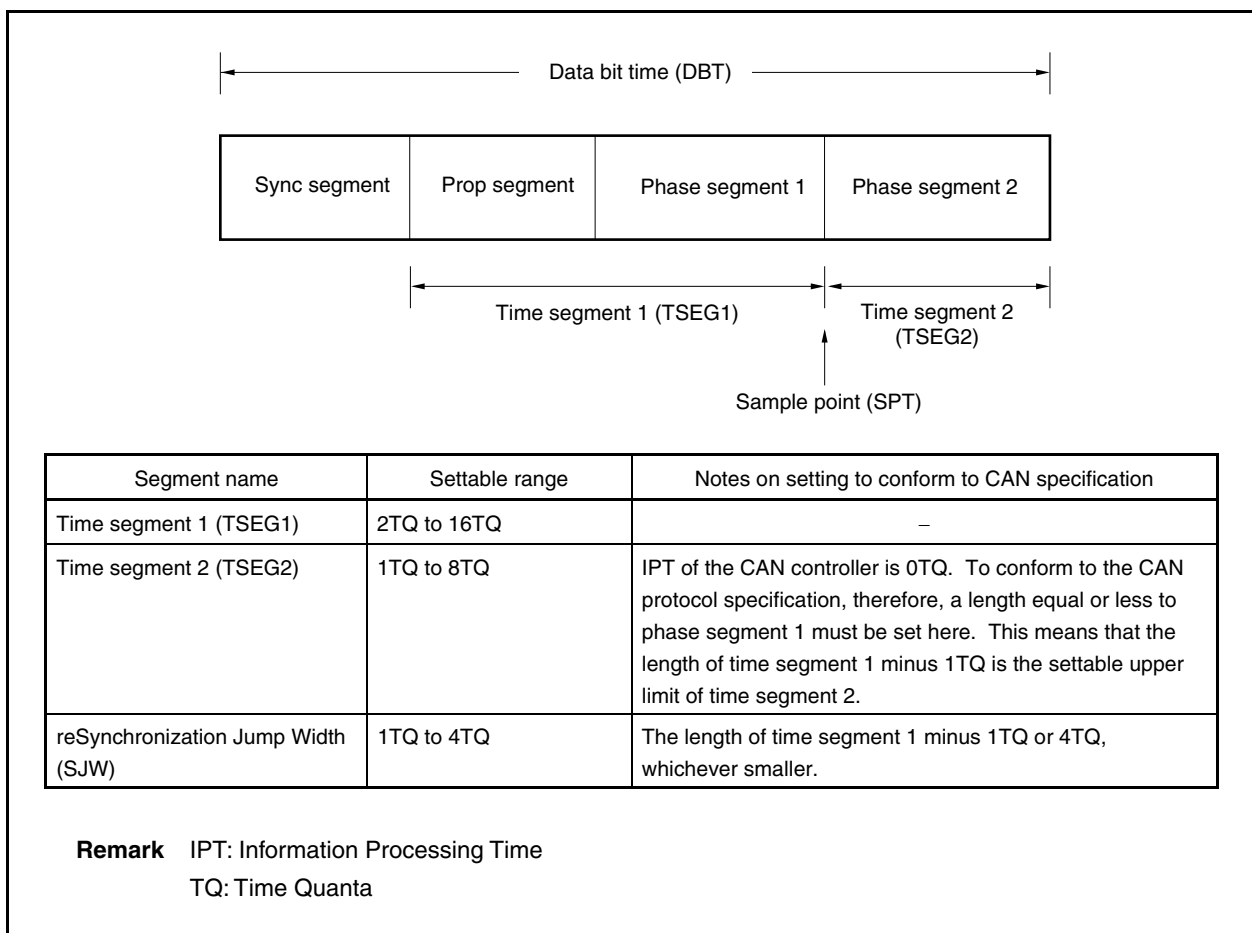 Data bit time (DBT)
Sync segment
Prop segment
Phase segment 1
Phase segment 2
Time segment 1 (TSEG1)
Time segment 2
(TSEG2)
Sample point (SPT)
Segment name
Settable range
Notes on setting to conform to CAN specification
Time segment 1 (TSEG1)
2TQ to 16TQ
–
Time segment 2 (TSEG2)
1TQ to 8TQ
IPT of the CAN controller is 0TQ.  To conform to the CAN
protocol specification, therefore, a length equal or less to
phase segment 1 must be set here.  This means that the
length of time segment 1 minus 1TQ is the settable upper
limit of time segment 2.
reSynchronization Jump Width
(SJW)
1TQ to 4TQ
The length of time segment 1 minus 1TQ or 4TQ,
whichever smaller.
Remark IPT: Information Processing Time
TQ: Time Quanta